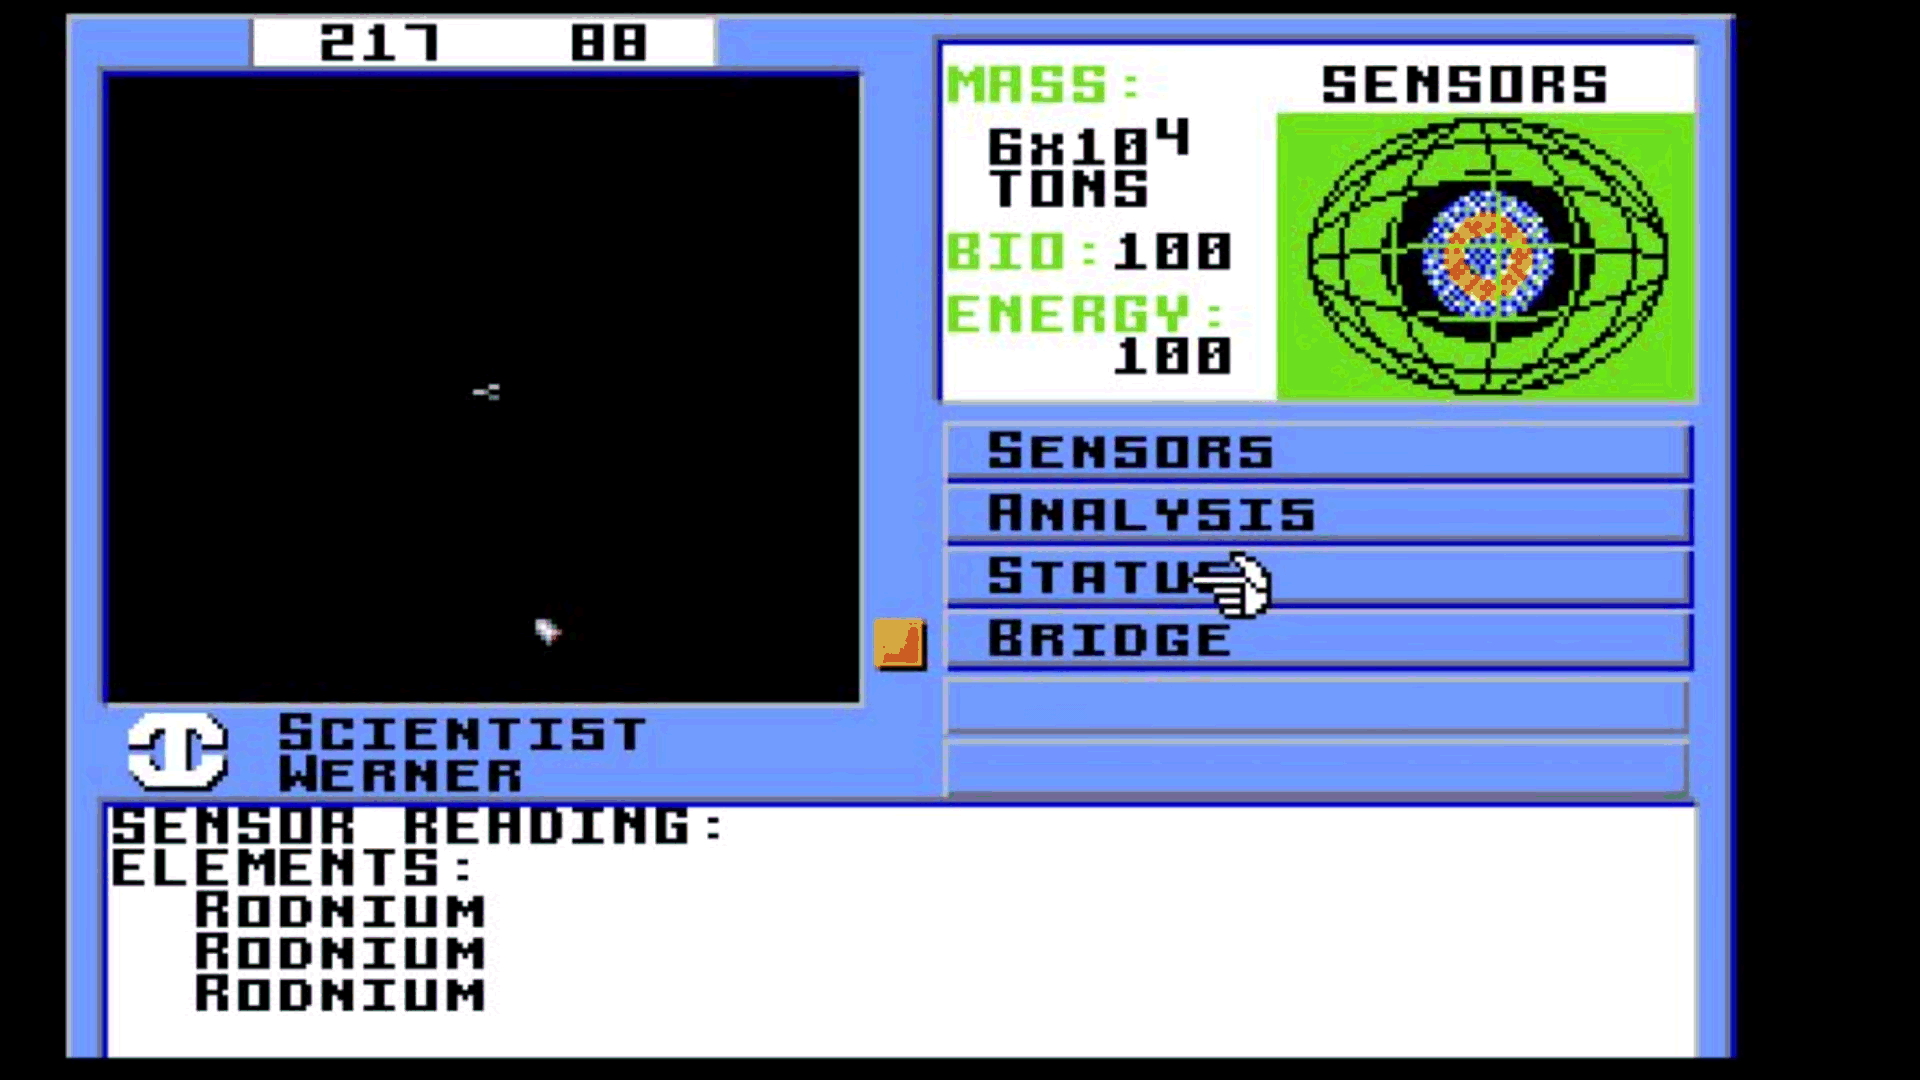 217 88
MASS: SENSORS
6x10⁴
TONS
BIO: 100
ENERGY:
100
SENSORS
ANALYSIS
STATUS
BRIDGE
SCIENTIST
WERNER
SENSOR READING:
ELEMENTS:
RODNIUM
RODNIUM
RODNIUM